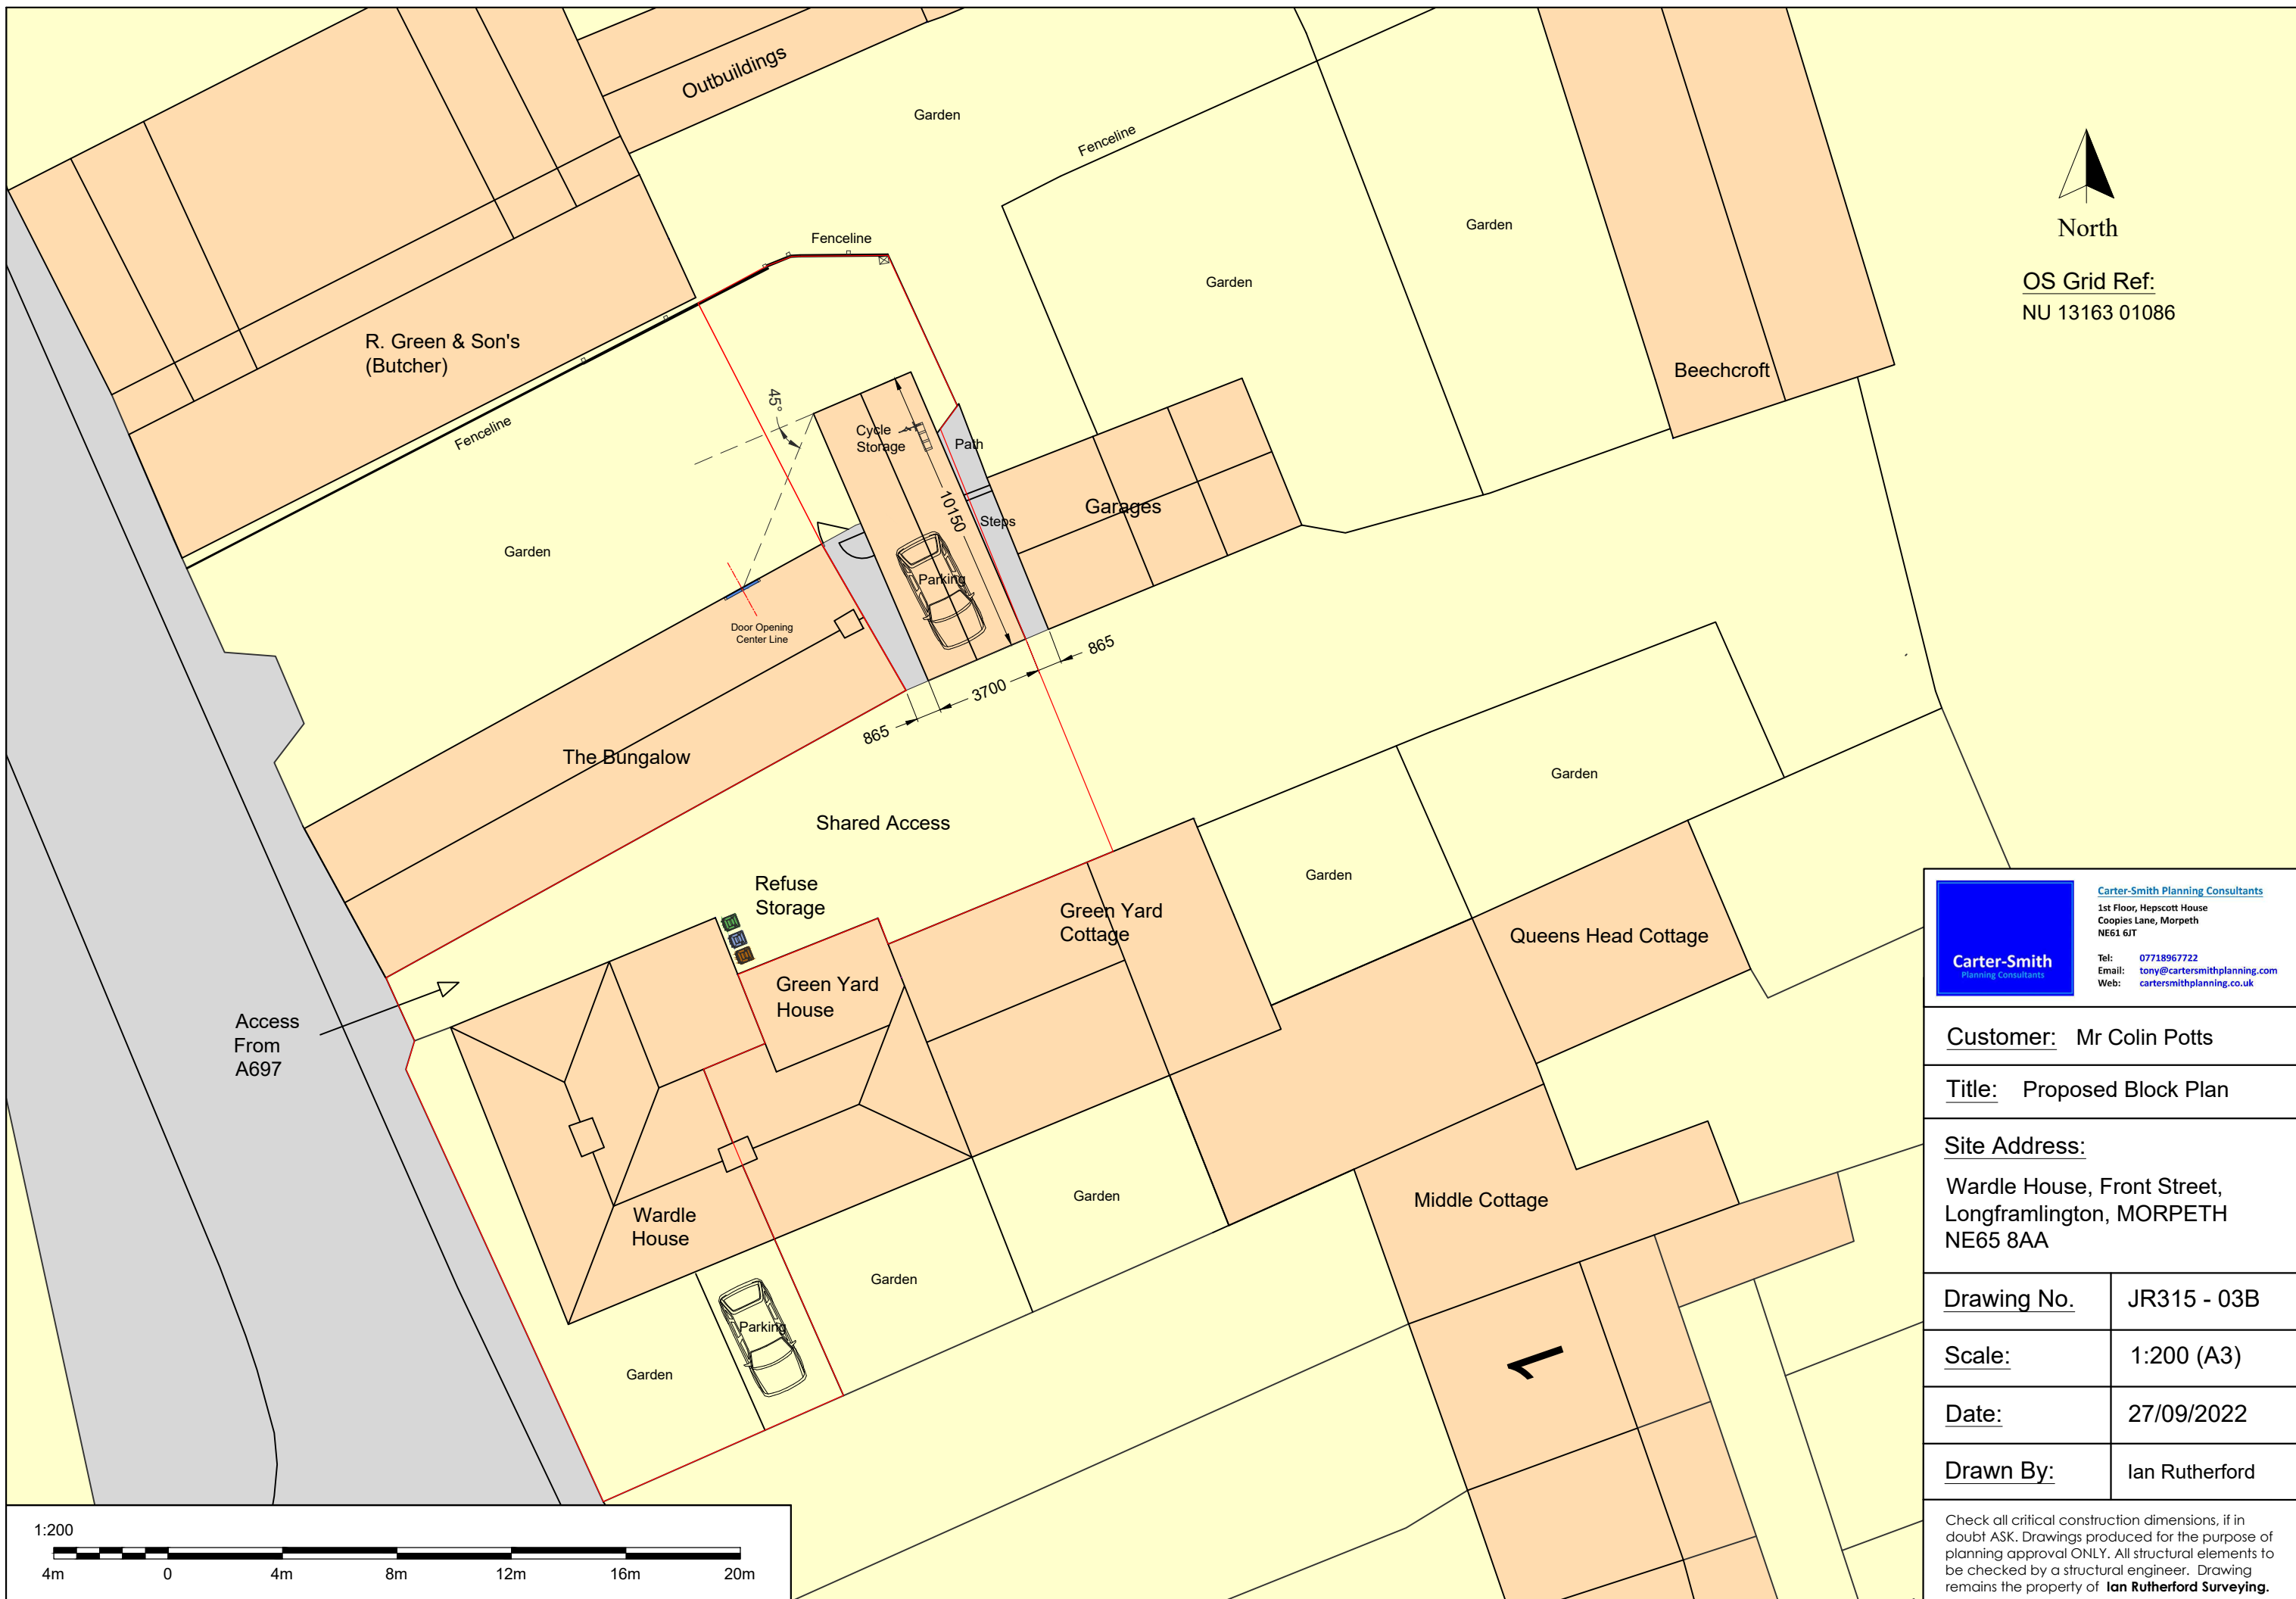 Outbuildings
Garden
Fenceline
Garden
Garden
Fenceline
R. Green & Son's
(Butcher)
Fenceline
Beechcroft
45°
Cycle
Storage
Path
10150
Steps
Garages
Garden
Parking
Door Opening
Center Line
865
3700
865
The Bungalow
Garden
Shared Access
Refuse
Storage
Garden
Green Yard
Cottage
Queens Head Cottage
Green Yard
House
Access
From
A697
Wardle
House
Garden
Middle Cottage
Garden
Parking
Garden
1
North
OS Grid Ref:
NU 13163 01086
Carter-Smith
Planning Consultants
Carter-Smith Planning Consultants
1st Floor, Hepscott House
Coopies Lane, Morpeth
NE61 6JT
Tel: 07718967722
Email: tony@cartersmithplanning.com
Web: cartersmithplanning.co.uk
Customer: Mr Colin Potts
Title: Proposed Block Plan
Site Address:
Wardle House, Front Street,
Longframlington, MORPETH
NE65 8AA
Drawing No. JR315 - 03B
Scale: 1:200 (A3)
Date: 27/09/2022
Drawn By: Ian Rutherford
Check all critical construction dimensions, if in
doubt ASK. Drawings produced for the purpose of
planning approval ONLY. All structural elements to
be checked by a structural engineer. Drawing
remains the property of Ian Rutherford Surveying.
1:200
4m 0 4m 8m 12m 16m 20m